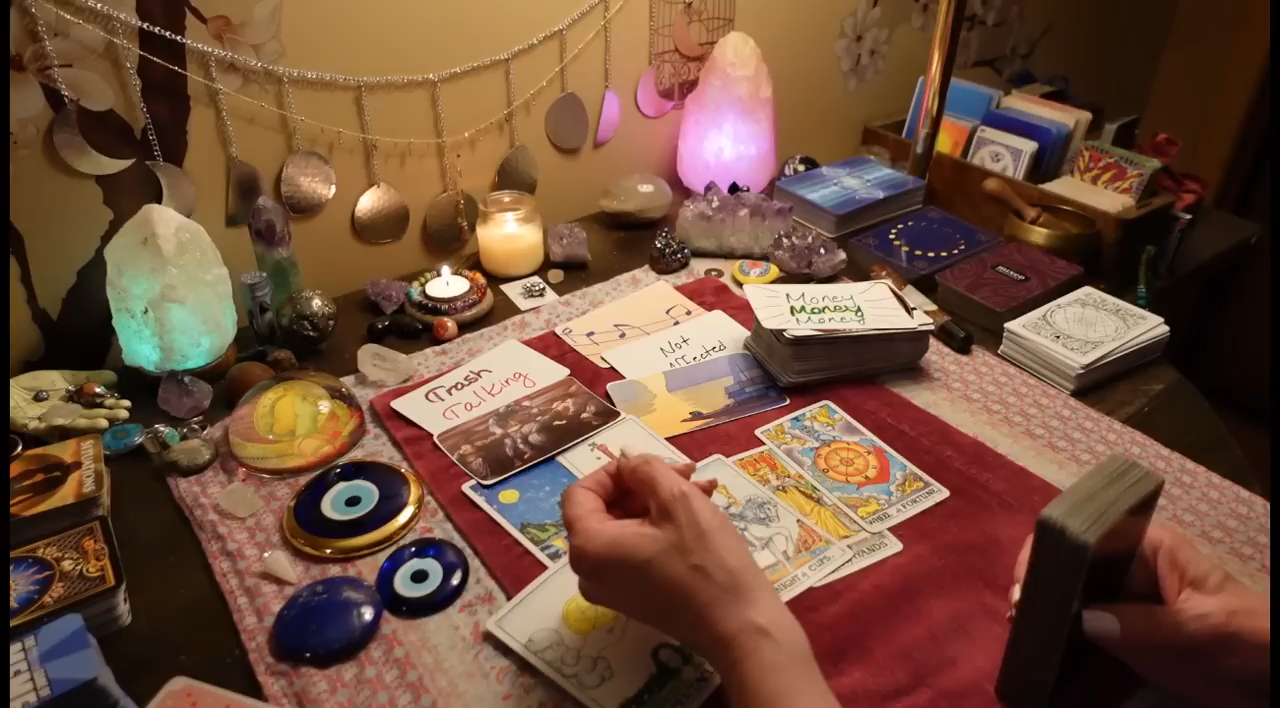 Money
Money
Money
Not
Affected
Trash
Talking
WHEEL of FORTUNE
KNIGHT of CUPS.
WANDS